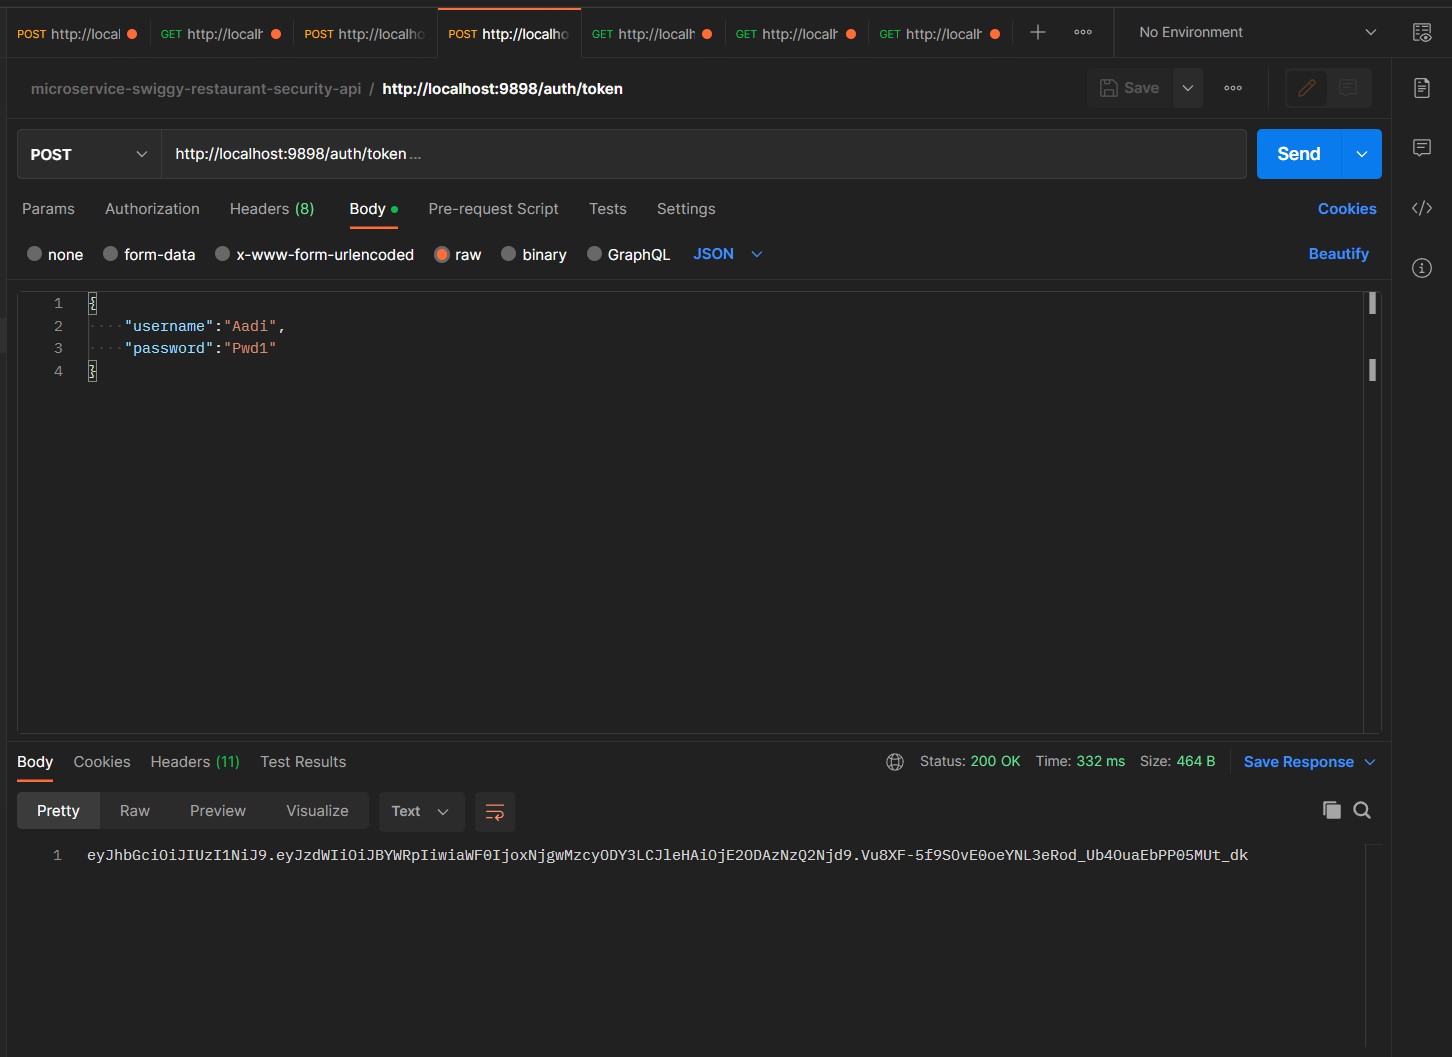 POST http://local GET http://localh POST http://localho POST http://localho GET http://localh GET http://localh GET http://localh No Environment
microservice-swiggy-restaurant-security-api / http://localhost:9898/auth/token Save
POST http://localhost:9898/auth/token... Send
Params Authorization Headers (8) Body Pre-request Script Tests Settings Cookies
none form-data x-www-form-urlencoded raw binary GraphQL JSON Beautify
1 {
2 "username":"Aadi",
3 "password":"Pwd1"
4 }
Body Cookies Headers (11) Test Results Status: 200 OK Time: 332 ms Size: 464 B Save Response
Pretty Raw Preview Visualize Text
1 eyJhbGciOiJIUzI1NiJ9.eyJzdWIiOiJBYWRpIiwiaWF0IjoxNjgwMzcyODY3LCJleHAiOjE2ODAzNzQ2Njd9.Vu8XF-5f9SOvE0oeYNL3eRod_Ub4OuaEbPP05MUt_dk